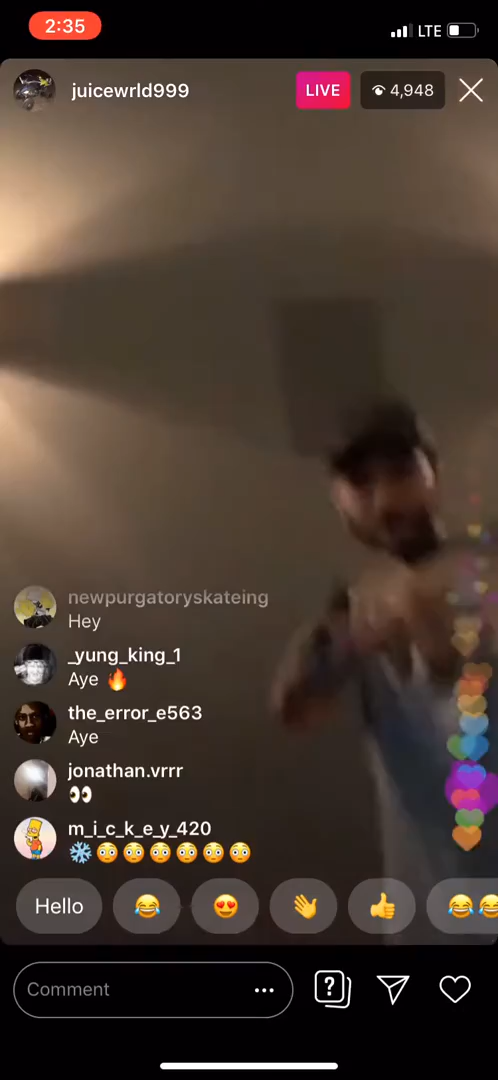 2:35
LTE
juicewrld999
LIVE
4,948
newpurgatoryskateing
Hey
_yung_king_1
Aye 🔥
the_error_e563
Aye
jonathan.vrrr
👀
m_i_c_k_e_y_420
❄️😳😳😳😳😳😳
Hello 😂 😍 👋 👍 😂😂
Comment